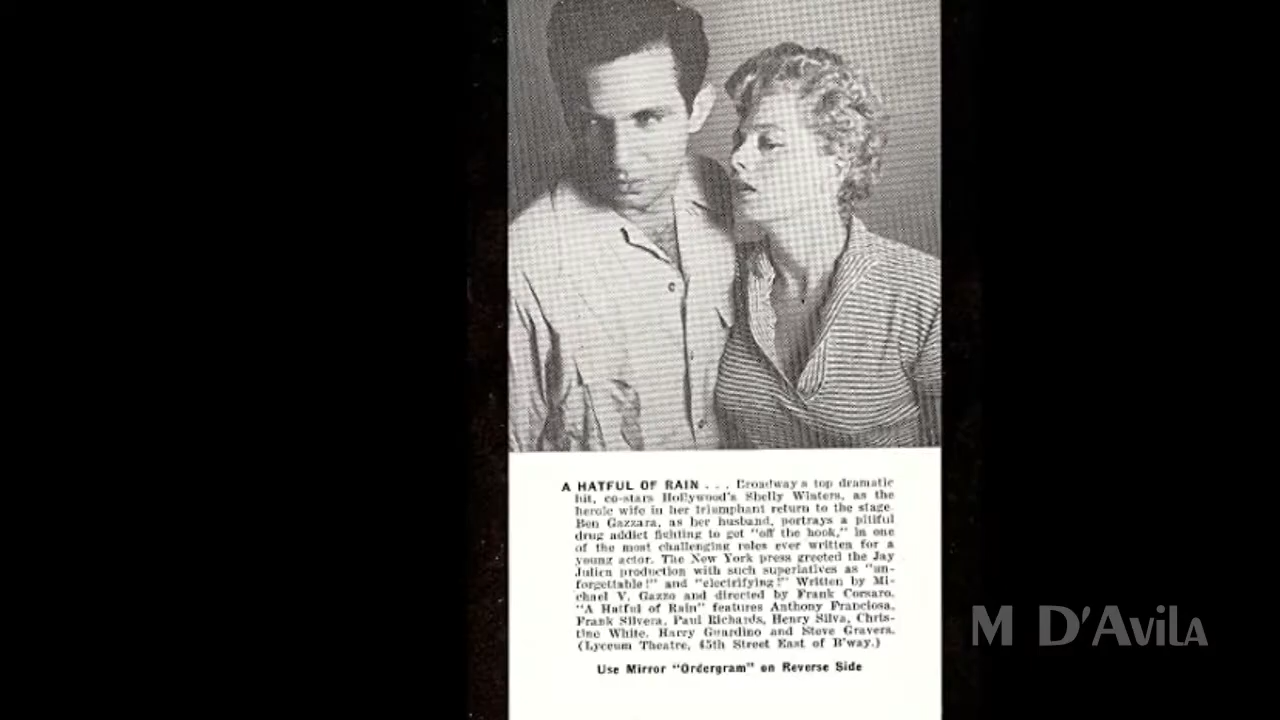 A HATFUL OF RAIN . . . Broadway's top dramatic
hit, co-stars Hollywood's Shelly Winters, as the
heroic wife in her triumphant return to the stage.
Ben Gazzara, as her husband, portrays a pitiful
drug addict fighting to get "off the hook," in one
of the most challenging roles ever written for a
young actor. The New York press greeted the Jay
Julien production with such superlatives as "un-
forgettable!" and "electrifying!" Written by Mi-
chael V. Gazzo and directed by Frank Corsaro,
"A Hatful of Rain" features Anthony Franciosa,
Frank Silvera, Paul Richards, Henry Silva, Chris-
tine White, Harry Guardino and Steve Gravers.
(Lyceum Theatre, 45th Street East of B'way.)
Use Mirror "Ordergram" on Reverse Side
M D'Avila